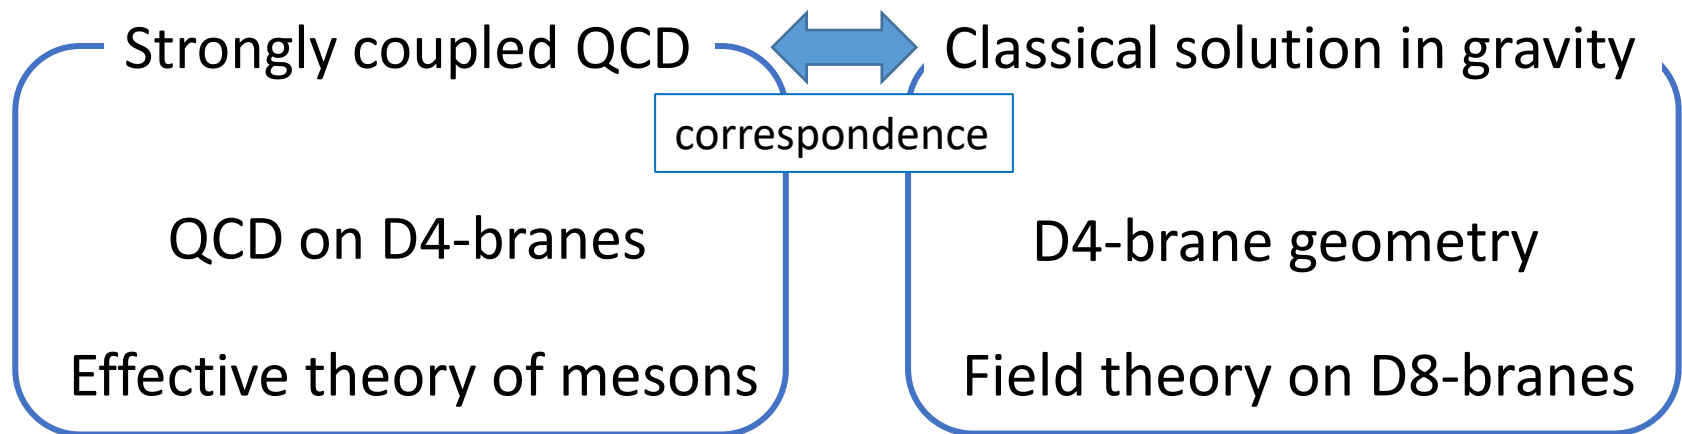 Strongly coupled QCD
Classical solution in gravity
correspondence
QCD on D4-branes
D4-brane geometry
Effective theory of mesons
Field theory on D8-branes